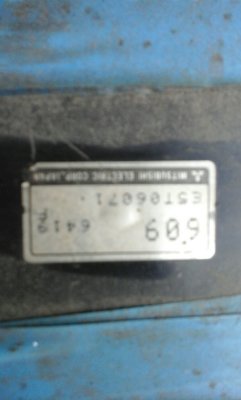 609
E5T06071
MITSUBISHI ELECTRIC CORP. JAPAN